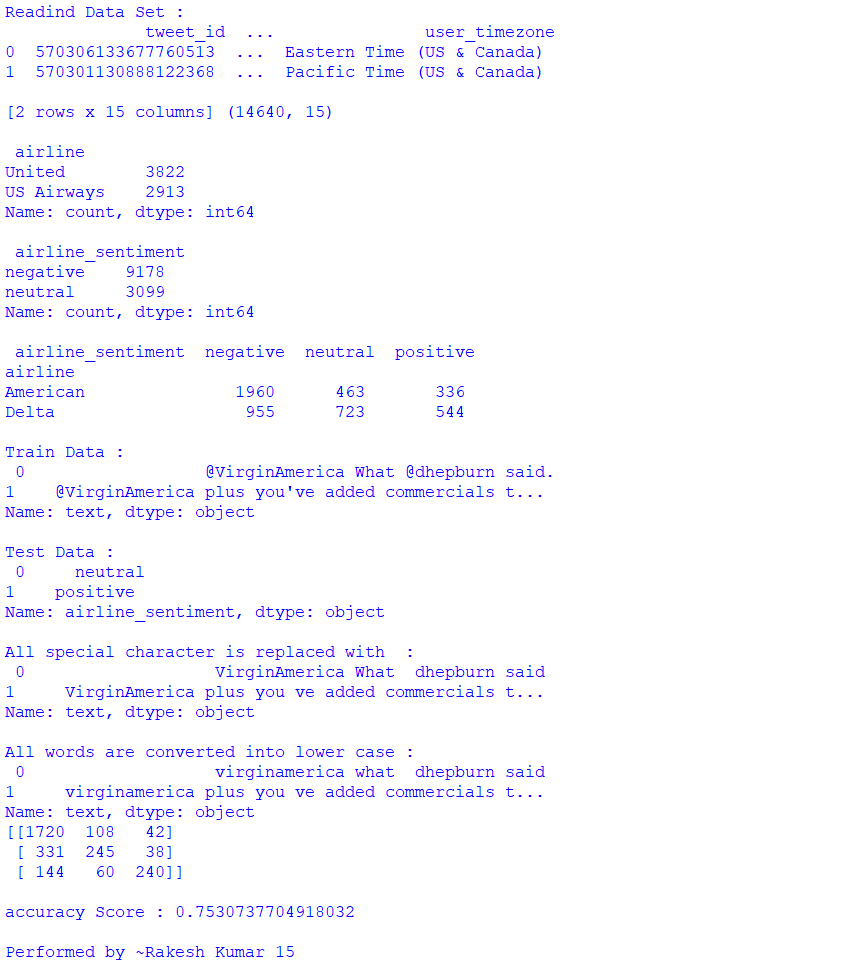 Readind Data Set :
              tweet_id  ...               user_timezone
0  570306133677760513  ...  Eastern Time (US & Canada)
1  570301130888122368  ...  Pacific Time (US & Canada)

[2 rows x 15 columns] (14640, 15)

 airline
United        3822
US Airways    2913
Name: count, dtype: int64

 airline_sentiment
negative    9178
neutral     3099
Name: count, dtype: int64

 airline_sentiment  negative  neutral  positive
airline
American               1960      463       336
Delta                   955      723       544

Train Data :
 0                  @VirginAmerica What @dhepburn said.
1    @VirginAmerica plus you've added commercials t...
Name: text, dtype: object

Test Data :
 0     neutral
1    positive
Name: airline_sentiment, dtype: object

All special character is replaced with  :
 0                   VirginAmerica What  dhepburn said
1     VirginAmerica plus you ve added commercials t...
Name: text, dtype: object

All words are converted into lower case :
 0                   virginamerica what  dhepburn said
1     virginamerica plus you ve added commercials t...
Name: text, dtype: object
[[1720  108   42]
 [ 331  245   38]
 [ 144   60  240]]

accuracy Score : 0.7530737704918032

Performed by ~Rakesh Kumar 15